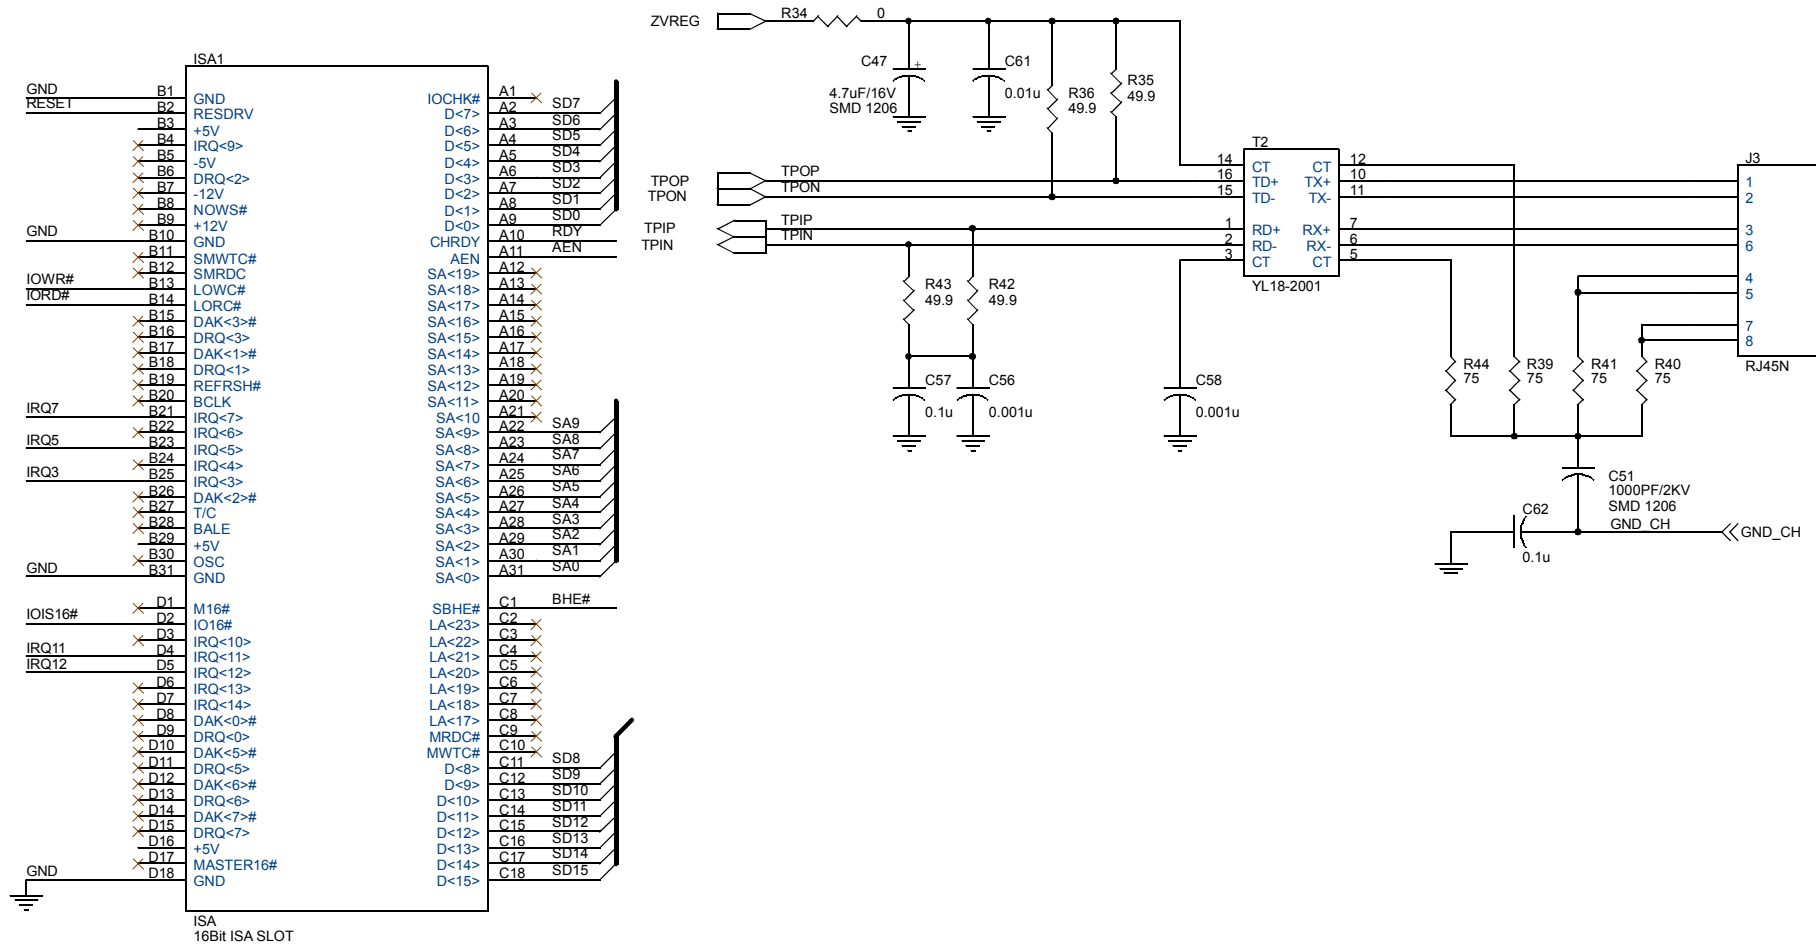 ISA1
GND B1 GND IOCHK# A1
RESET B2 RESDRV D<7> A2 SD7
B3 +5V D<6> A3 SD6
B4 IRQ<9> D<5> A4 SD5
B5 -5V D<4> A5 SD4
B6 DRQ<2> D<3> A6 SD3
B7 -12V D<2> A7 SD2
B8 NOWS# D<1> A8 SD1
B9 +12V D<0> A9 SD0
GND B10 GND CHRDY A10 RDY
B11 SMWTC# AEN A11 AEN
B12 SMRDC SA<19> A12
IOWR# B13 LOWC# SA<18> A13
IORD# B14 LORC# SA<17> A14
B15 DAK<3># SA<16> A15
B16 DRQ<3> SA<15> A16
B17 DAK<1># SA<14> A17
B18 DRQ<1> SA<13> A18
B19 REFRSH# SA<12> A19
B20 BCLK SA<11> A20
IRQ7 B21 IRQ<7> SA<10 A21
B22 IRQ<6> SA<9> A22 SA9
IRQ5 B23 IRQ<5> SA<8> A23 SA8
B24 IRQ<4> SA<7> A24 SA7
IRQ3 B25 IRQ<3> SA<6> A25 SA6
B26 DAK<2># SA<5> A26 SA5
B27 T/C SA<4> A27 SA4
B28 BALE SA<3> A28 SA3
B29 +5V SA<2> A29 SA2
B30 OSC SA<1> A30 SA1
GND B31 GND SA<0> A31 SA0
D1 M16# SBHE# C1 BHE#
IOIS16# D2 IO16# LA<23> C2
D3 IRQ<10> LA<22> C3
IRQ11 D4 IRQ<11> LA<21> C4
IRQ12 D5 IRQ<12> LA<20> C5
D6 IRQ<13> LA<19> C6
D7 IRQ<14> LA<18> C7
D8 DAK<0># LA<17> C8
D9 DRQ<0> MRDC# C9
D10 DAK<5># MWTC# C10
D11 DRQ<5> D<8> C11 SD8
D12 DAK<6># D<9> C12 SD9
D13 DRQ<6> D<10> C13 SD10
D14 DAK<7># D<11> C14 SD11
D15 DRQ<7> D<12> C15 SD12
D16 +5V D<13> C16 SD13
D17 MASTER16# D<14> C17 SD14
GND D18 GND D<15> C18 SD15
ISA
16Bit ISA SLOT
ZVREG R34 0
C47 +
4.7uF/16V
SMD 1206
C61
0.01u
R36
49.9
R35
49.9
T2
14 CT CT 12
TPOP TPOP 16 TD+ TX+ 10
TPON TPON 15 TD- TX- 11
TPIP TPIP 1 RD+ RX+ 7
TPIN TPIN 2 RD- RX- 6
3 CT CT 5
YL18-2001
J3
1
2
3
6
4
5
7
8
RJ45N
R43
49.9
R42
49.9
C57
0.1u
C56
0.001u
C58
0.001u
R44
75
R39
75
R41
75
R40
75
C51
1000PF/2KV
SMD 1206
C62
0.1u
GND_CH GND_CH